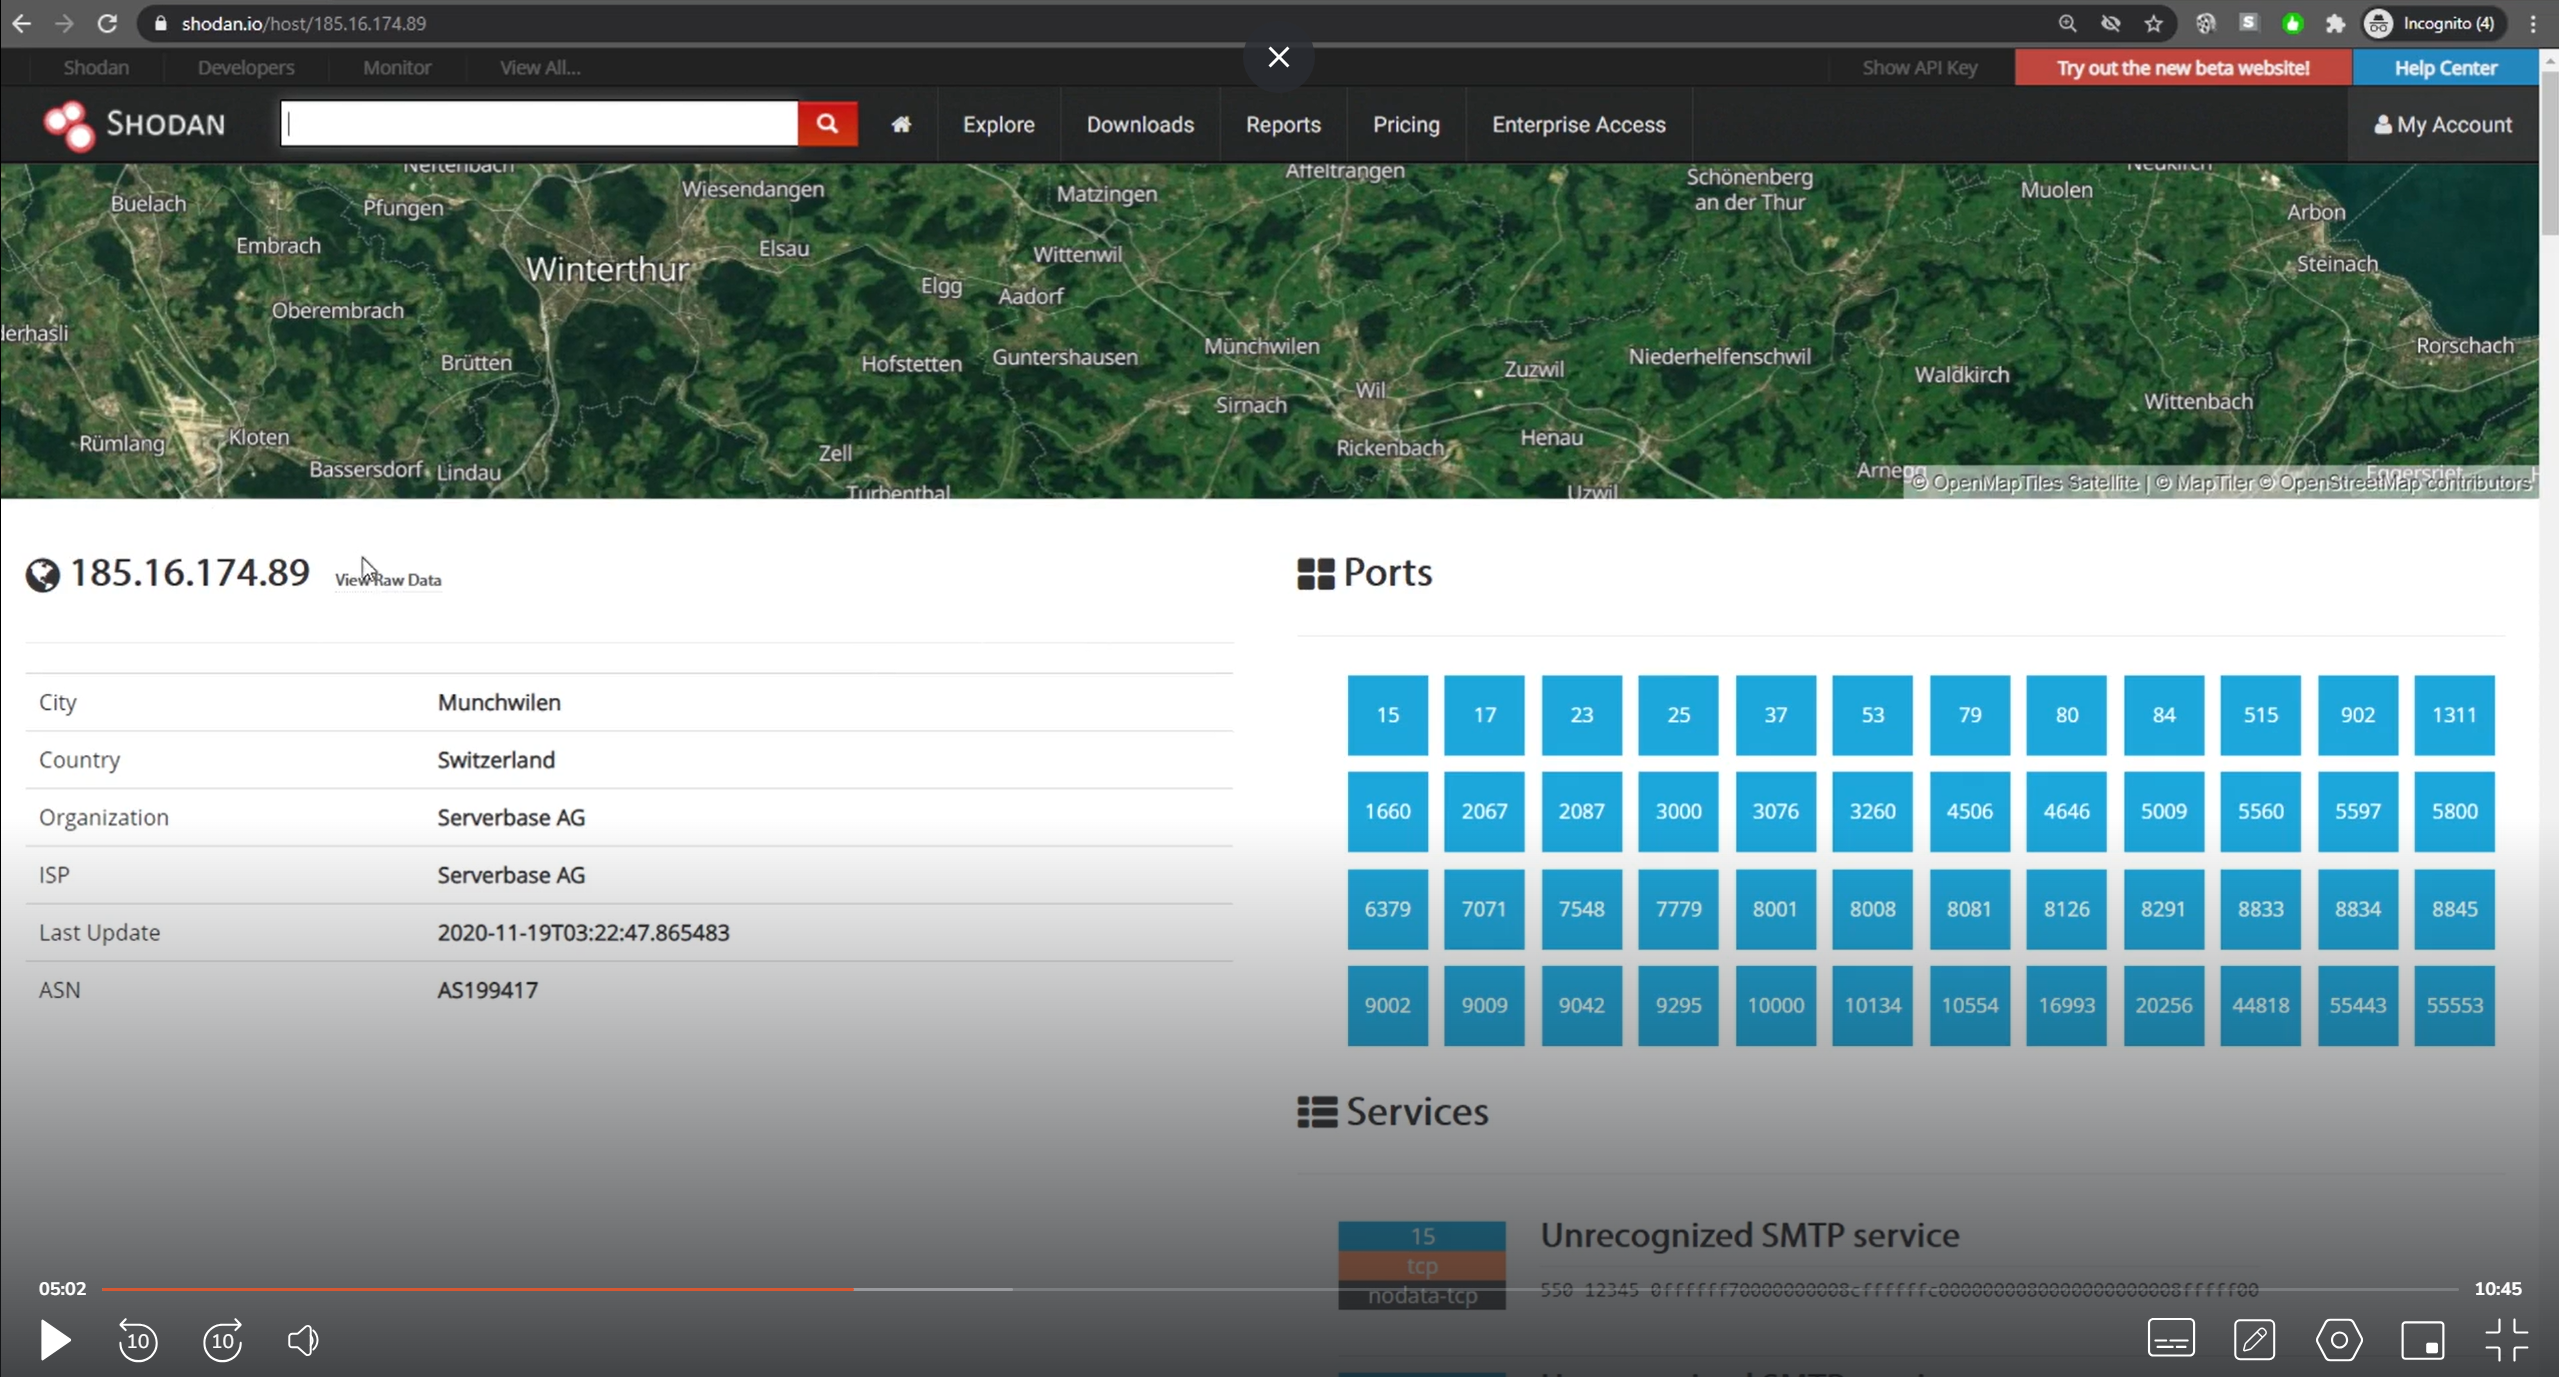 shodan.io/host/185.16.174.89
Incognito (4)
Shodan Developers Monitor View All...
Show API Key Try out the new beta website! Help Center
SHODAN
Explore Downloads Reports Pricing Enterprise Access
My Account
Neftenbach
Affeltrangen
Neukirch
Buelach
Pfungen
Wiesendangen
Matzingen
Schönenberg
an der Thur
Muolen
Arbon
Embrach
Winterthur
Elsau
Wittenwil
Steinach
Elgg
Aadorf
Oberembrach
derhasli
Brütten
Hofstetten
Guntershausen
Münchwilen
Zuzwil
Niederhelfenschwil
Waldkirch
Rorschach
Wil
Sirnach
Wittenbach
Rümlang
Kloten
Bassersdorf
Lindau
Zell
Rickenbach
Henau
Arnegg
Eggersriet
Turbenthal
Uzwil
© OpenMapTiles Satellite | © MapTiler © OpenStreetMap contributors
185.16.174.89 View Raw Data
City Munchwilen
Country Switzerland
Organization Serverbase AG
ISP Serverbase AG
Last Update 2020-11-19T03:22:47.865483
ASN AS199417
Ports
15 17 23 25 37 53 79 80 84 515 902 1311
1660 2067 2087 3000 3076 3260 4506 4646 5009 5560 5597 5800
6379 7071 7548 7779 8001 8008 8081 8126 8291 8833 8834 8845
9002 9009 9042 9295 10000 10134 10554 16993 20256 44818 55443 55553
Services
15
tcp
nodata-tcp
Unrecognized SMTP service
550 12345
05:02
10:45
10 10